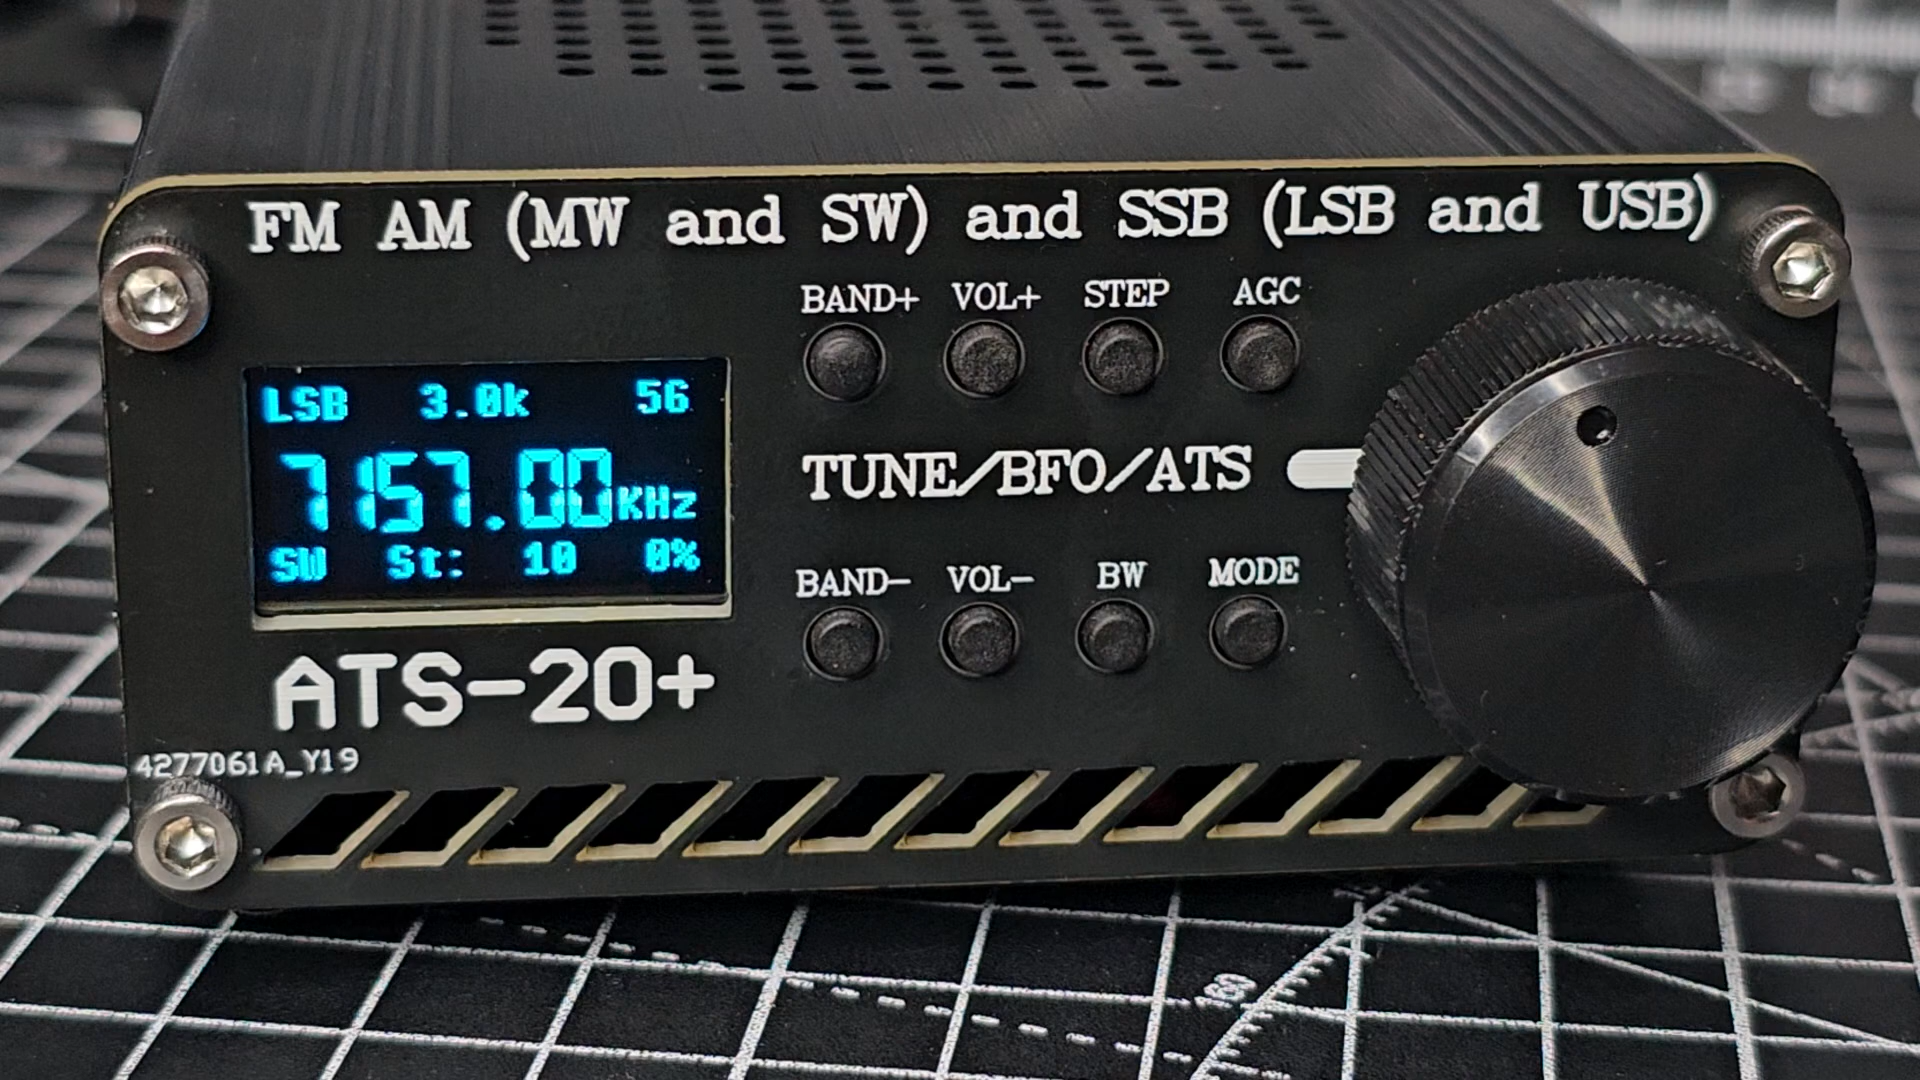 FM AM (MW and SW) and SSB (LSB and USB)
BAND+ VOL+ STEP AGC
LSB 3.0k 56
7157.00KHz
SW St: 10 0%
TUNE/BFO/ATS
BAND- VOL- BW MODE
ATS-20+
4277061A_Y19
160